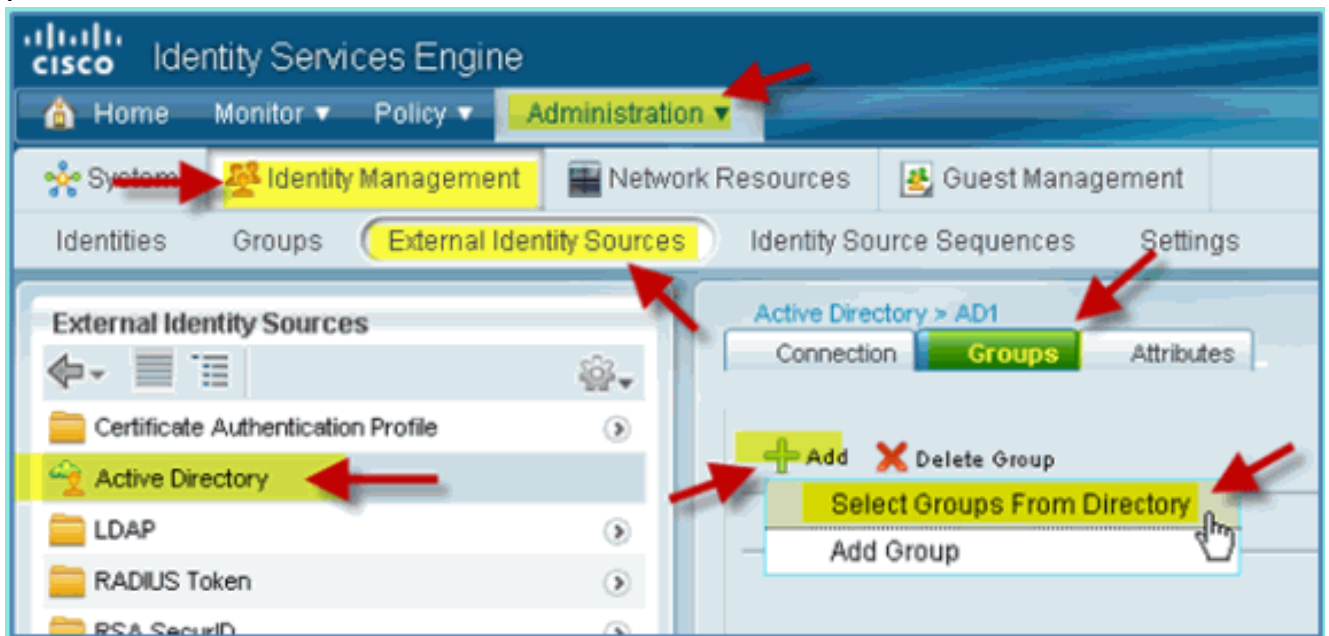 CISCO Identity Services Engine
Home Monitor Policy Administration
System Identity Management Network Resources Guest Management
Identities Groups External Identity Sources Identity Source Sequences Settings
External Identity Sources
Active Directory > AD1
Connection Groups Attributes
Certificate Authentication Profile
Add Delete Group
Active Directory
Select Groups From Directory
LDAP
Add Group
RADIUS Token
RSA SecurID